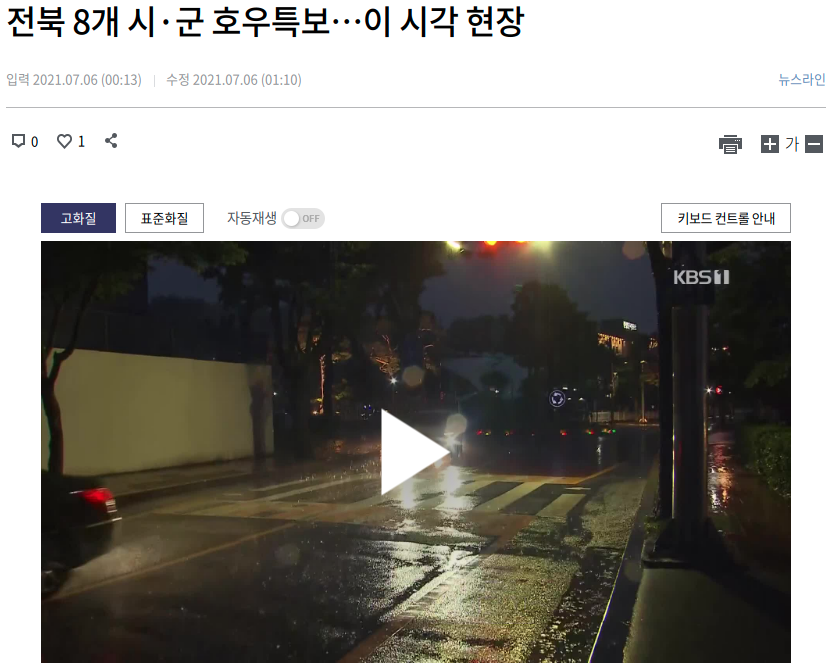 전북 8개 시·군 호우특보…이 시각 현장
입력 2021.07.06 (00:13) | 수정 2021.07.06 (01:10) 뉴스라인
0 1 가
고화질 표준화질 자동재생 OFF 키보드 컨트롤 안내
KBS1